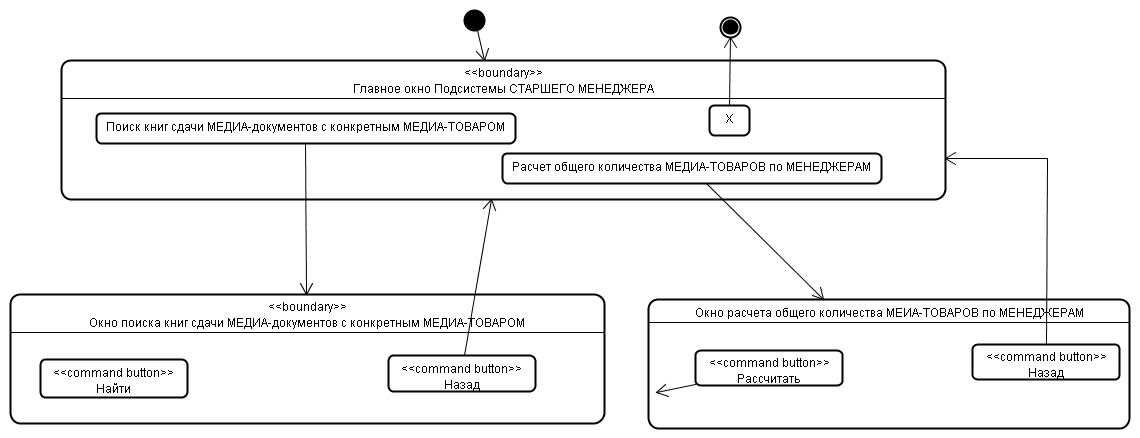 <<boundary>>
Главное окно Подсистемы СТАРШЕГО МЕНЕДЖЕРА
Поиск книг сдачи МЕДИА-документов с конкретным МЕДИА-ТОВАРОМ
X
Расчет общего количества МЕДИА-ТОВАРОВ по МЕНЕДЖЕРАМ
<<boundary>>
Окно поиска книг сдачи МЕДИА-документов с конкретным МЕДИА-ТОВАРОМ
<<command button>>
Найти
<<command button>>
Назад
Окно расчета общего количества МЕИА-ТОВАРОВ по МЕНЕДЖЕРАМ
<<command button>>
Рассчитать
<<command button>>
Назад